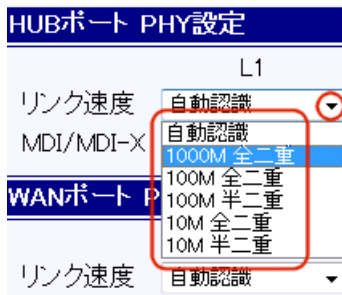 HUBポート PHY設定
L1
リンク速度 自動認識
MDI/MDI-X 自動認識
1000M 全二重
100M 全二重
100M 半二重
10M 全二重
10M 半二重
WANポート P
リンク速度 自動認識